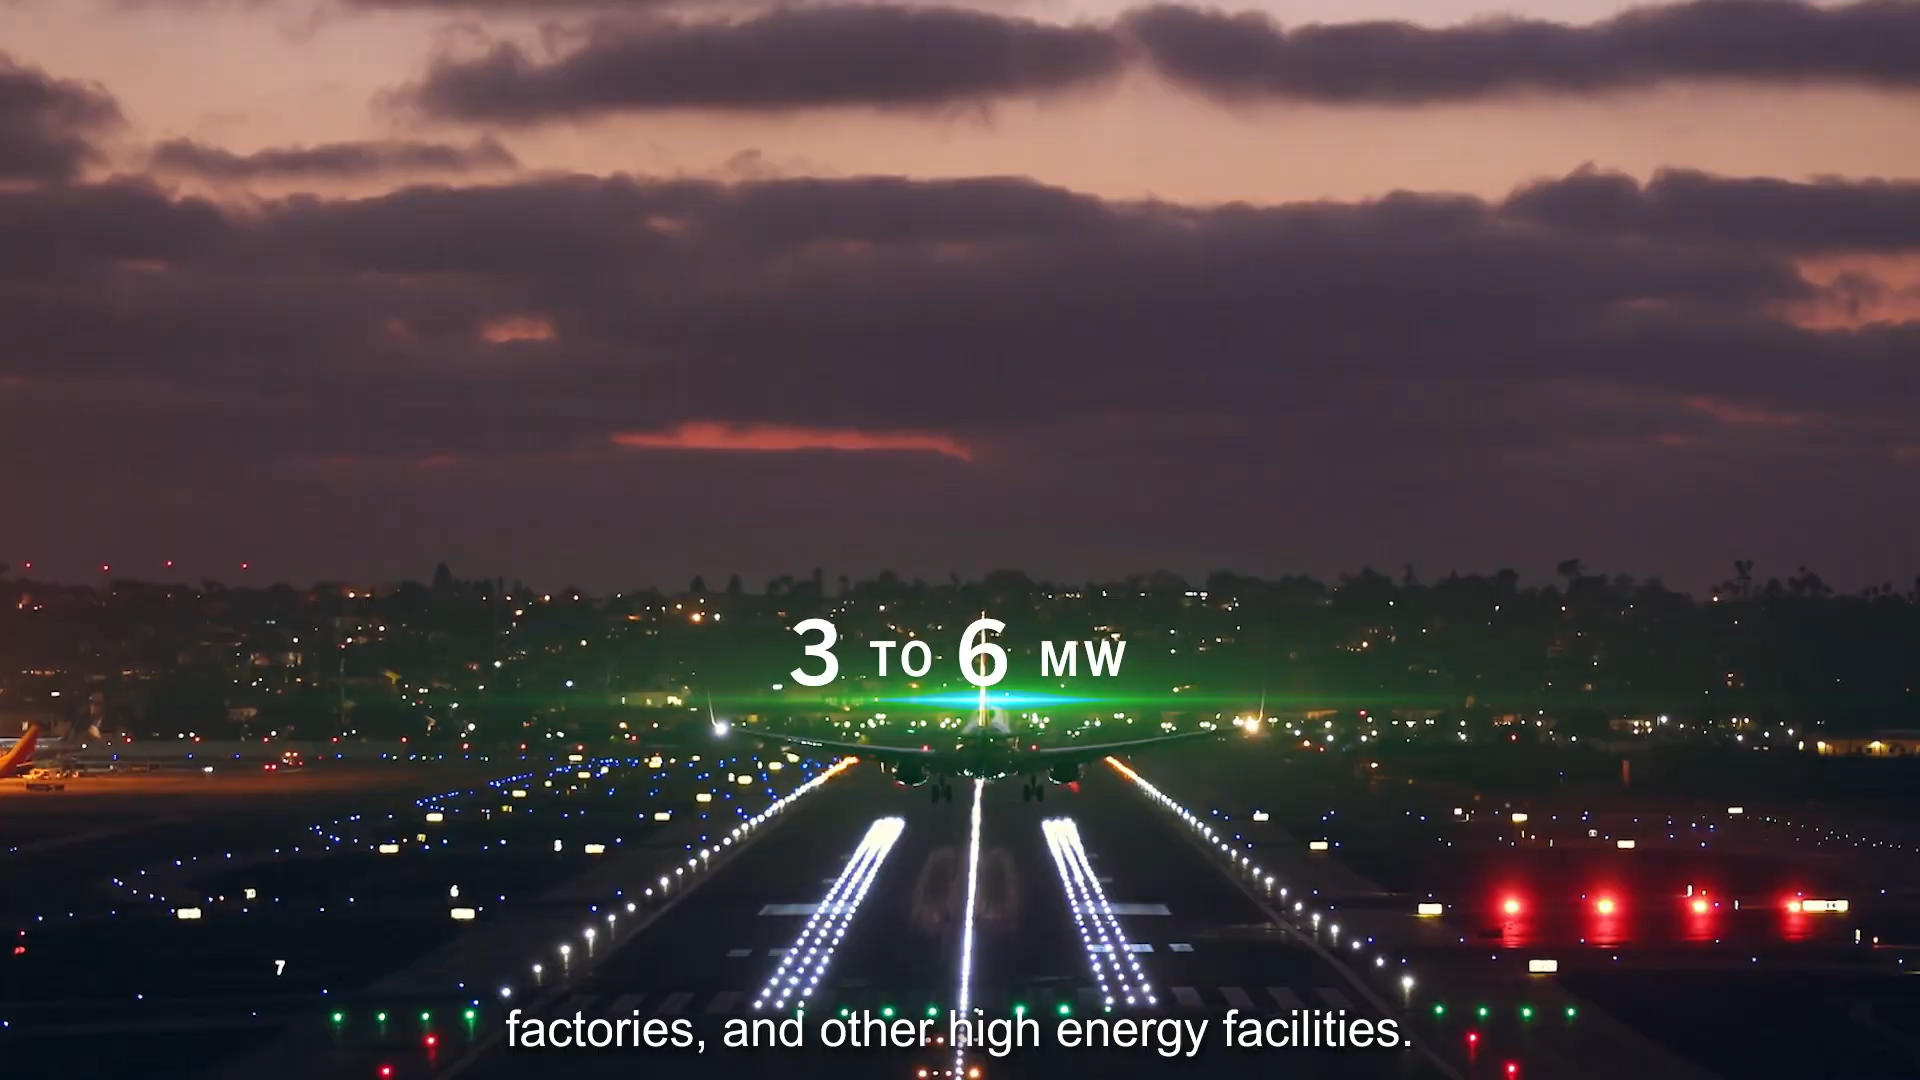 3 TO 6 MW
factories, and other high energy facilities.